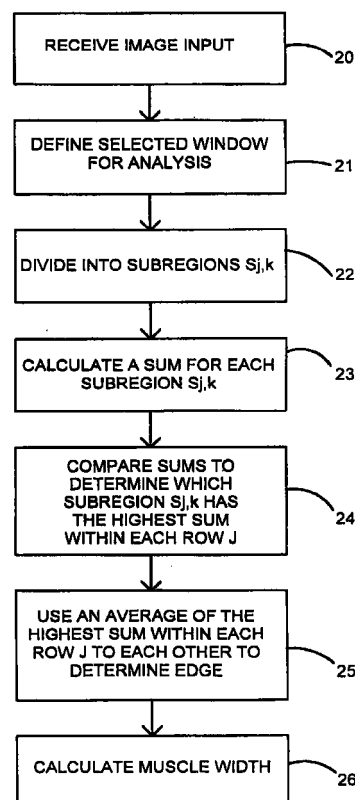 RECEIVE IMAGE INPUT
20
DEFINE SELECTED WINDOW
FOR ANALYSIS
21
DIVIDE INTO SUBREGIONS Sj,k
22
CALCULATE A SUM FOR EACH
SUBREGION Sj,k
23
COMPARE SUMS TO
DETERMINE WHICH
SUBREGION Sj,k HAS
THE HIGHEST SUM
WITHIN EACH ROW J
24
USE AN AVERAGE OF THE
HIGHEST SUM WITHIN EACH
ROW J TO EACH OTHER TO
DETERMINE EDGE
25
CALCULATE MUSCLE WIDTH
26